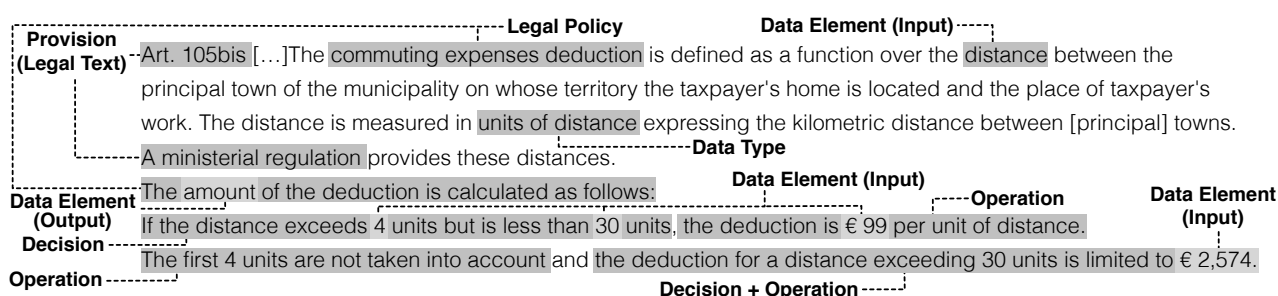 Legal Policy Data Element (Input)
Provision
(Legal Text)
Art. 105bis […]The commuting expenses deduction is defined as a function over the distance between the
principal town of the municipality on whose territory the taxpayer's home is located and the place of taxpayer's
work. The distance is measured in units of distance expressing the kilometric distance between [principal] towns.
A ministerial regulation provides these distances.
Data Type
The amount of the deduction is calculated as follows:
Data Element (Input)
Data Element
(Output)
Operation
Data Element
(Input)
If the distance exceeds 4 units but is less than 30 units, the deduction is € 99 per unit of distance.
Decision
The first 4 units are not taken into account and the deduction for a distance exceeding 30 units is limited to € 2,574.
Operation
Decision + Operation